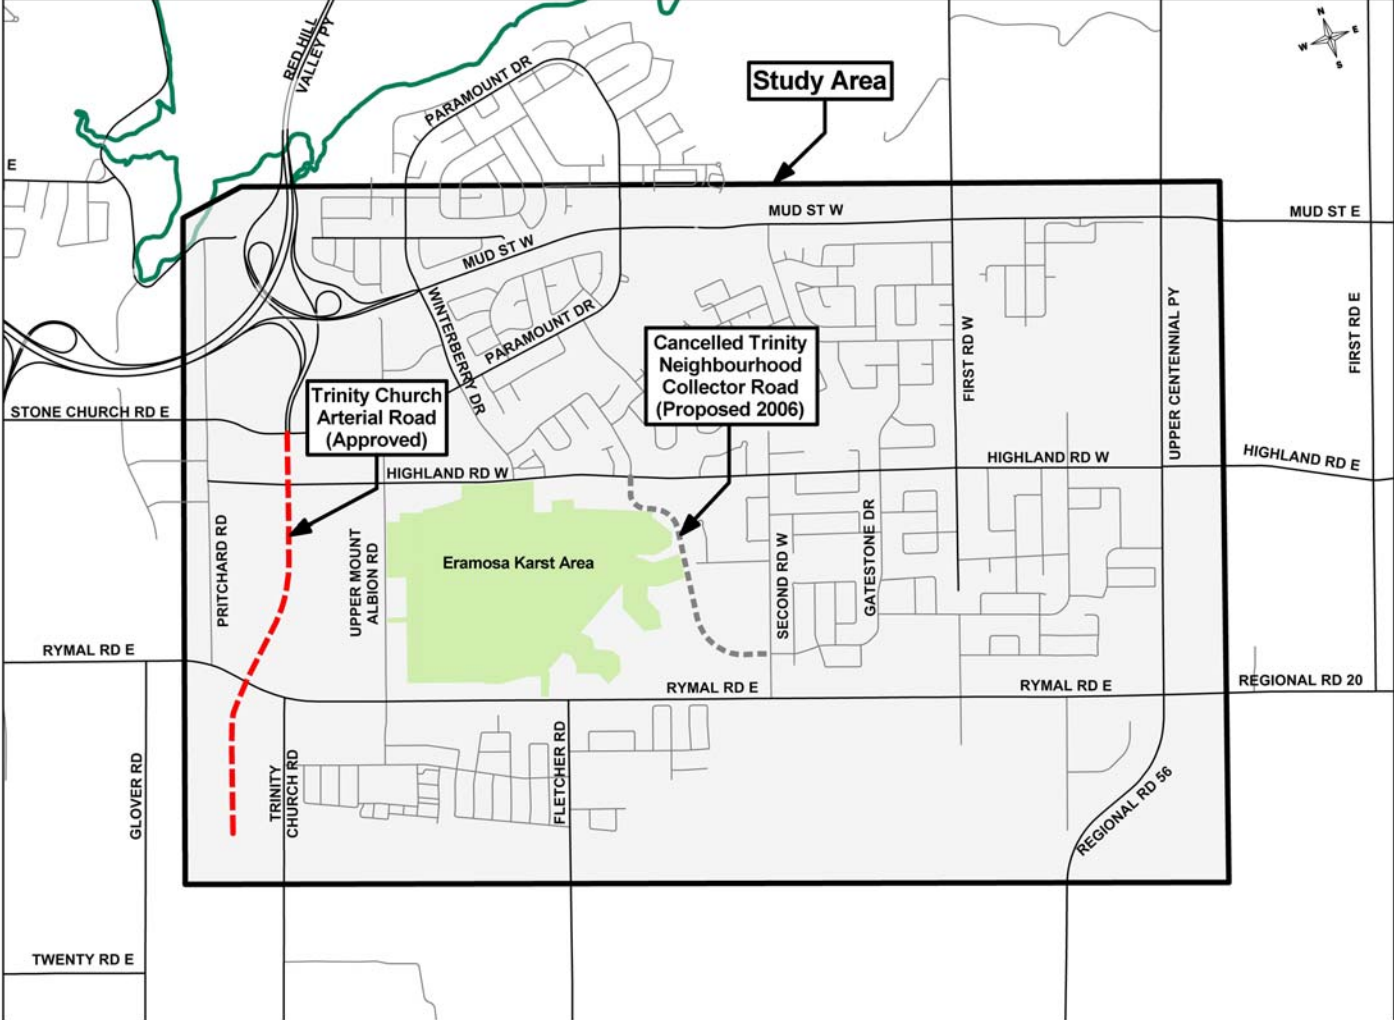 RED HILL
VALLEY PY
PARAMOUNT DR
Study Area
N
W
E
S
E
MUD ST W
MUD ST E
MUD ST W
WINTERBERRY DR
PARAMOUNT DR
Cancelled Trinity
Neighbourhood
Collector Road
(Proposed 2006)
FIRST RD W
UPPER CENTENNIAL PY
FIRST RD E
Trinity Church
Arterial Road
(Approved)
STONE CHURCH RD E
HIGHLAND RD W
HIGHLAND RD W
HIGHLAND RD E
PRITCHARD RD
UPPER MOUNT
ALBION RD
Eramosa Karst Area
SECOND RD W
GATESTONE DR
RYMAL RD E
RYMAL RD E
RYMAL RD E
REGIONAL RD 20
GLOVER RD
TRINITY
CHURCH RD
FLETCHER RD
REGIONAL RD 56
TWENTY RD E